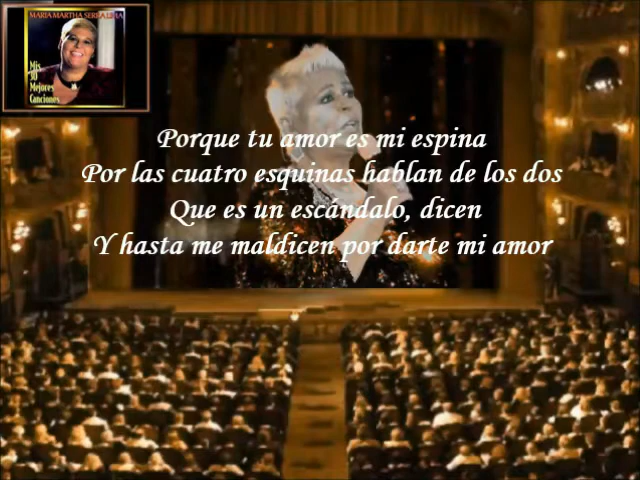 MARIA MARTHA SERRA LIMA
Mis
30
Mejores
Canciones
Porque tu amor es mi espina
Por las cuatro esquinas hablan de los dos
Que es un escándalo, dicen
Y hasta me maldicen por darte mi amor